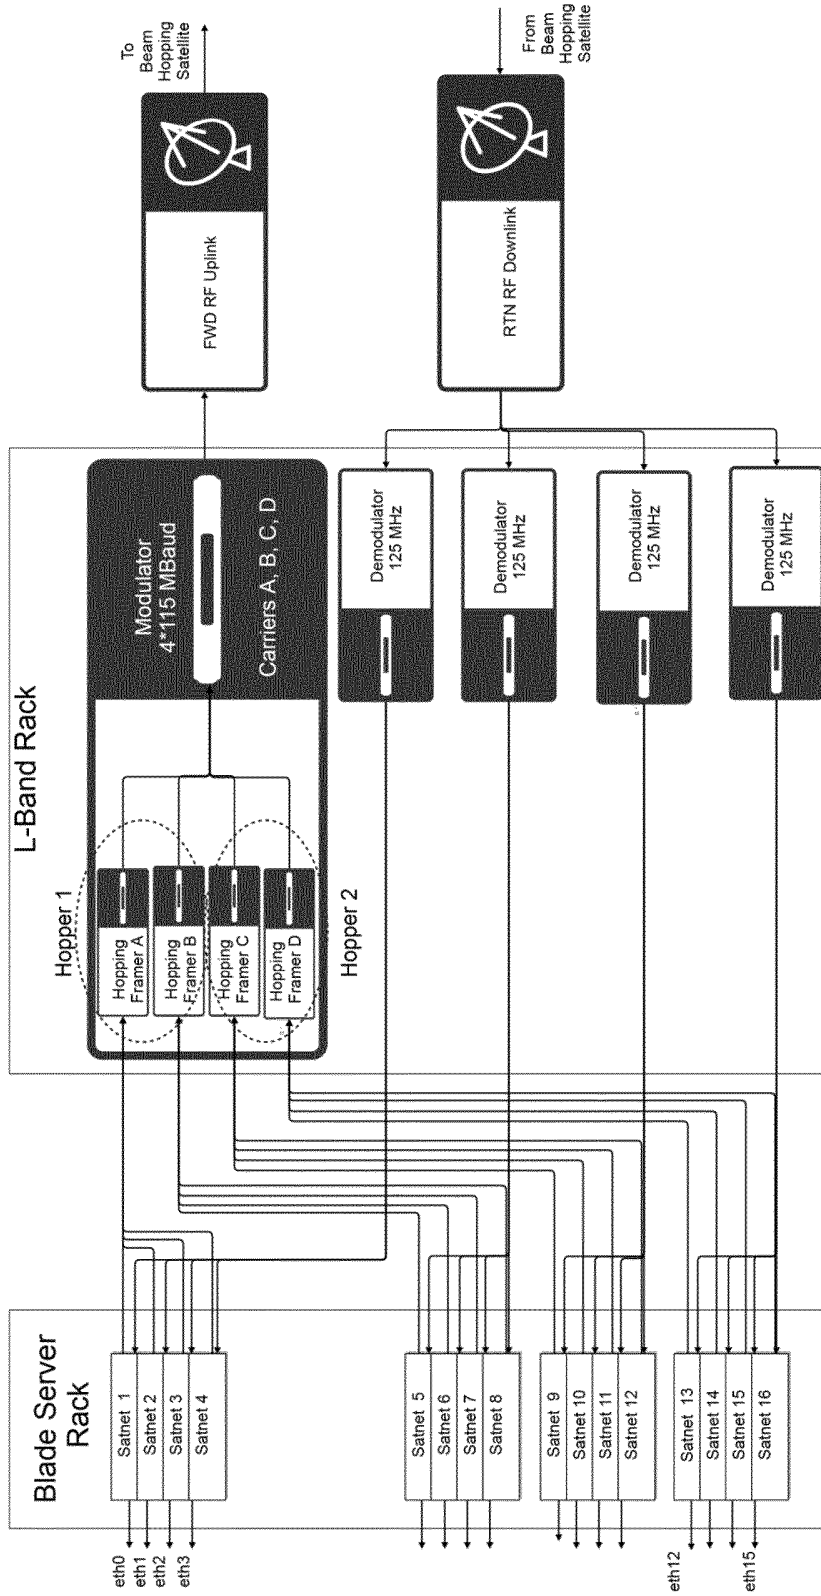 To
Beam
Hopping
Satellite
From
Beam
Hopping
Satellite
FWD RF Uplink
RTN RF Downlink
L-Band Rack
Modulator
4*115 MBaud
Carriers A, B, C, D
Demodulator
125 MHz
Demodulator
125 MHz
Demodulator
125 MHz
Demodulator
125 MHz
Hopper 1
Hopping
Framer A
Hopping
Framer B
Hopping
Framer C
Hopping
Framer D
Hopper 2
Blade Server
Rack
Satnet 1
Satnet 2
Satnet 3
Satnet 4
Satnet 5
Satnet 6
Satnet 7
Satnet 8
Satnet 9
Satnet 10
Satnet 11
Satnet 12
Satnet 13
Satnet 14
Satnet 15
Satnet 16
eth0
eth1
eth2
eth3
eth12
eth15